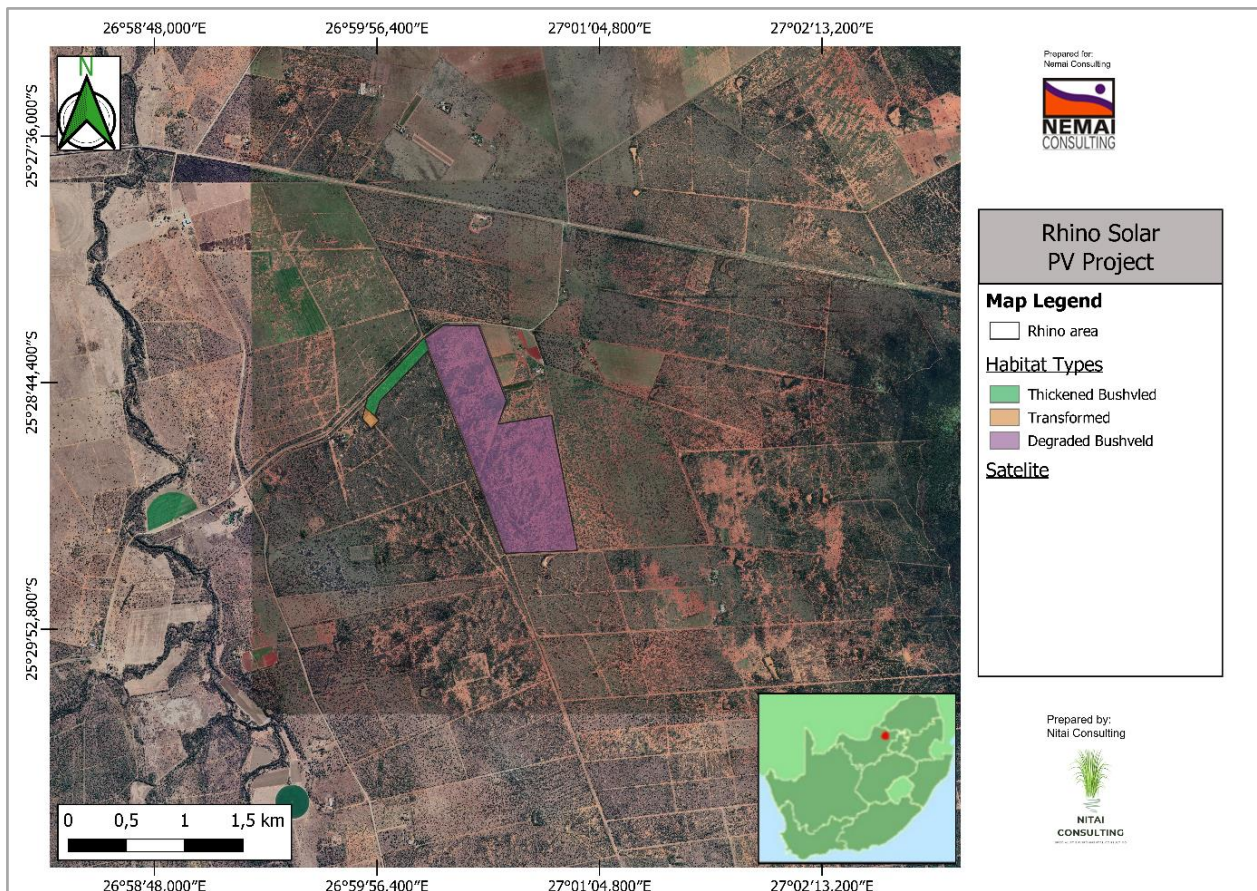 26°58′48,000″E
26°59′56,400″E
27°01′04,800″E
27°02′13,200″E
N
25°27′36,000″S
25°28′44,400″S
25°29′52,800″S
Prepared for:
Nemai Consulting
NEMAI
CONSULTING
Rhino Solar
PV Project
Map Legend
Rhino area
Habitat Types
Thickened Bushvled
Transformed
Degraded Bushveld
Satelite
Prepared by:
Nitai Consulting
NITAI
CONSULTING
0 0,5 1 1,5 km
26°58′48,000″E
26°59′56,400″E
27°01′04,800″E
27°02′13,200″E